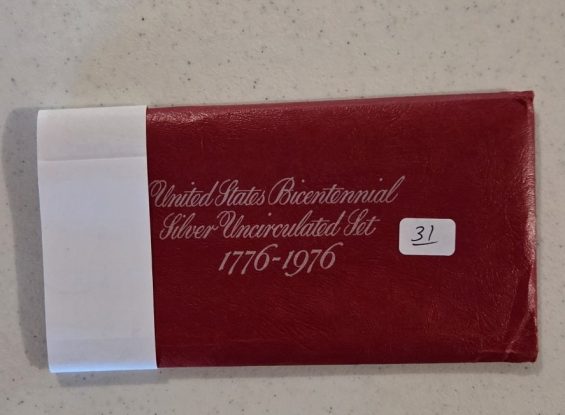 United States Bicentennial
Silver Uncirculated Set
1776-1976
31